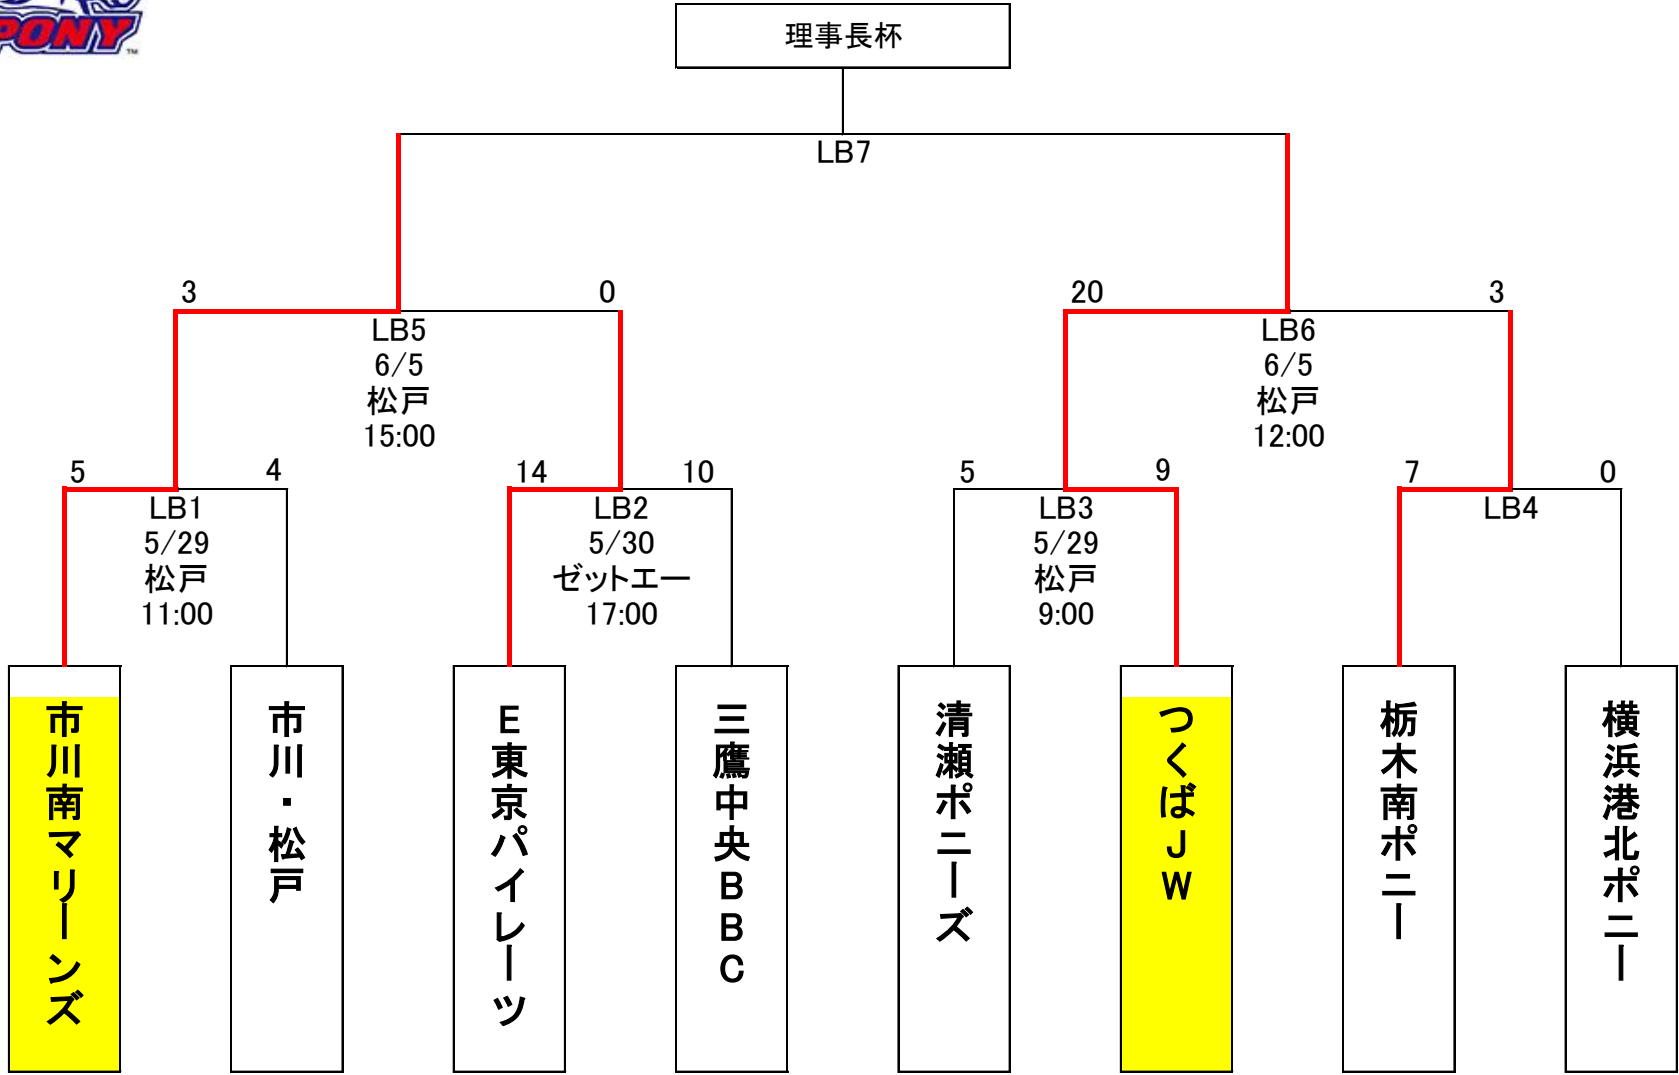 PONY
TM
理事長杯
LB7
3
0
LB5
6/5
松戸
15:00
20
3
LB6
6/5
松戸
12:00
5
4
LB1
5/29
松戸
11:00
14
10
LB2
5/30
ゼットエー
17:00
5
9
LB3
5/29
松戸
9:00
7
0
LB4
市川南マリーンズ
市川・松戸
E東京パイレーツ
三鷹中央BBC
清瀬ポニーズ
つくばJW
栃木南ポニー
横浜港北ポニー